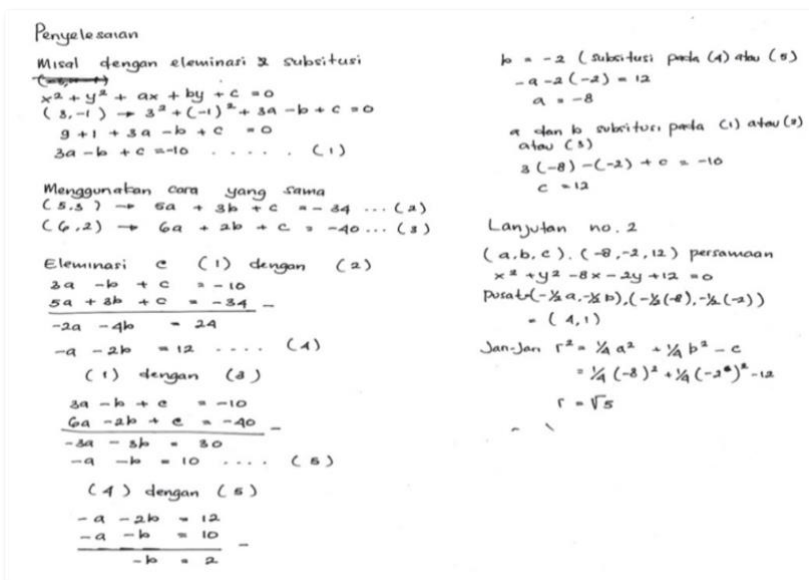 Penyelesaian
Misal dengan eleminasi & subsitusi
x² + y² + ax + by + c = 0
(3,-1) → 3² + (-1)² + 3a - b + c = 0
9 + 1 + 3a - b + c = 0
3a - b + c = -10 . . . . . (1)
Menggunakan cara yang sama
(5,3) → 5a + 3b + c = -34 ... (2)
(6,2) → 6a + 2b + c = -40 ... (3)
Eleminasi c (1) dengan (2)
3a - b + c = -10
5a + 3b + c = -34 -
-2a - 4b = 24
-a - 2b = 12 .... (4)
(1) dengan (3)
3a - b + c = -10
6a - 2b + c = -40 -
-3a - 3b = 30
-a - b = 10 .... (5)
(4) dengan (5)
-a - 2b = 12
-a - b = 10 -
-b = 2
b = -2 (subsitusi pada (4) atau (5)
-a - 2(-2) = 12
a = -8
a dan b subsitusi pada (1) atau (2)
atau (3)
3(-8) - (-2) + c = -10
c = 12
Lanjutan no. 2
(a,b,c). (-8,-2,12) persamaan
x² + y² - 8x - 2y + 12 = 0
Pusat (-½a, -½b), (-½(-8), -½(-2))
= (4,1)
Jari-Jari r² = ¼a² + ¼b² - c
= ¼(-8)² + ¼(-2)² - 12
r = √5